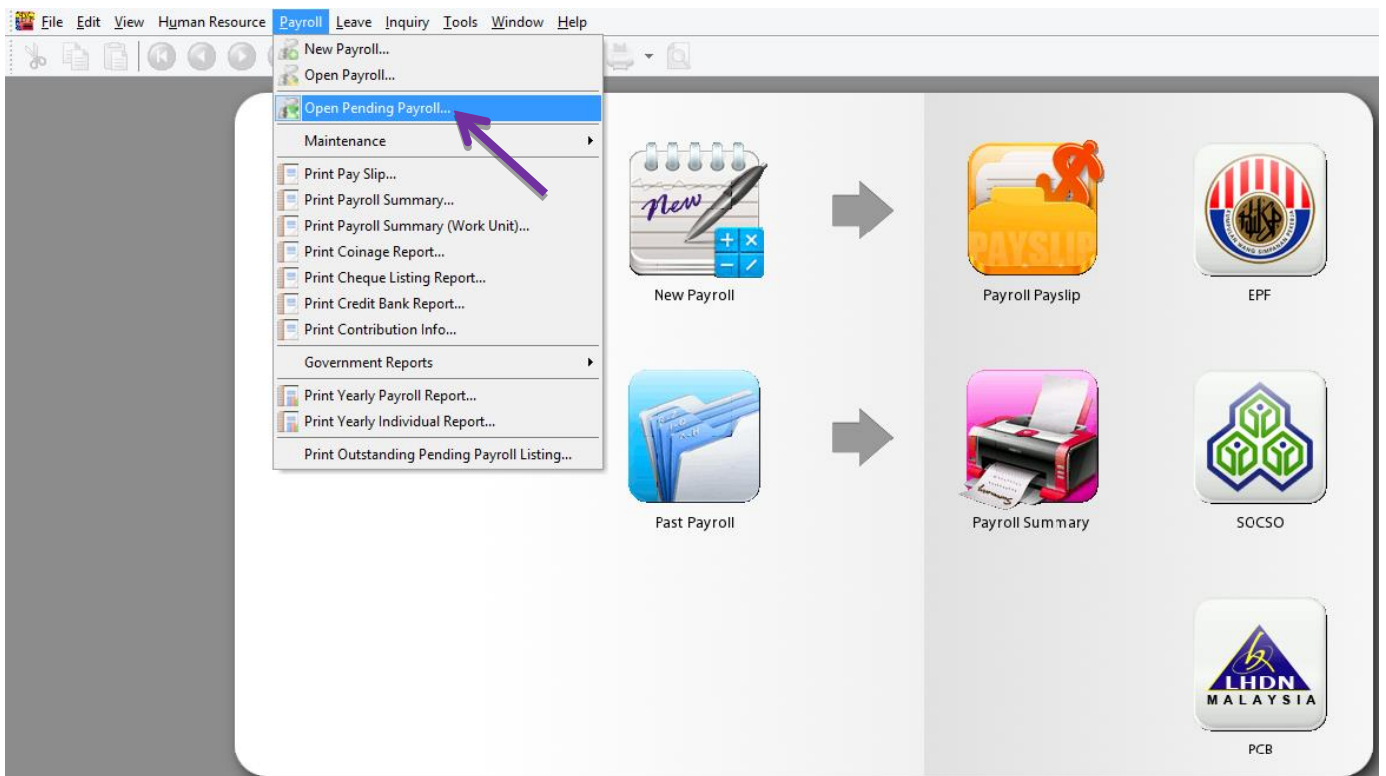 File Edit View Human Resource Payroll Leave Inquiry Tools Window Help
New Payroll...
Open Payroll...
Open Pending Payroll...
Maintenance
Print Pay Slip...
Print Payroll Summary...
Print Payroll Summary (Work Unit)...
Print Coinage Report...
Print Cheque Listing Report...
Print Credit Bank Report...
Print Contribution Info...
Government Reports
Print Yearly Payroll Report...
Print Yearly Individual Report...
Print Outstanding Pending Payroll Listing...
New
New Payroll
PAYSLIP
Payroll Payslip
KWSP
EPF
Past Payroll
Summary
Payroll Summary
SOCSO
LHDN
MALAYSIA
PCB